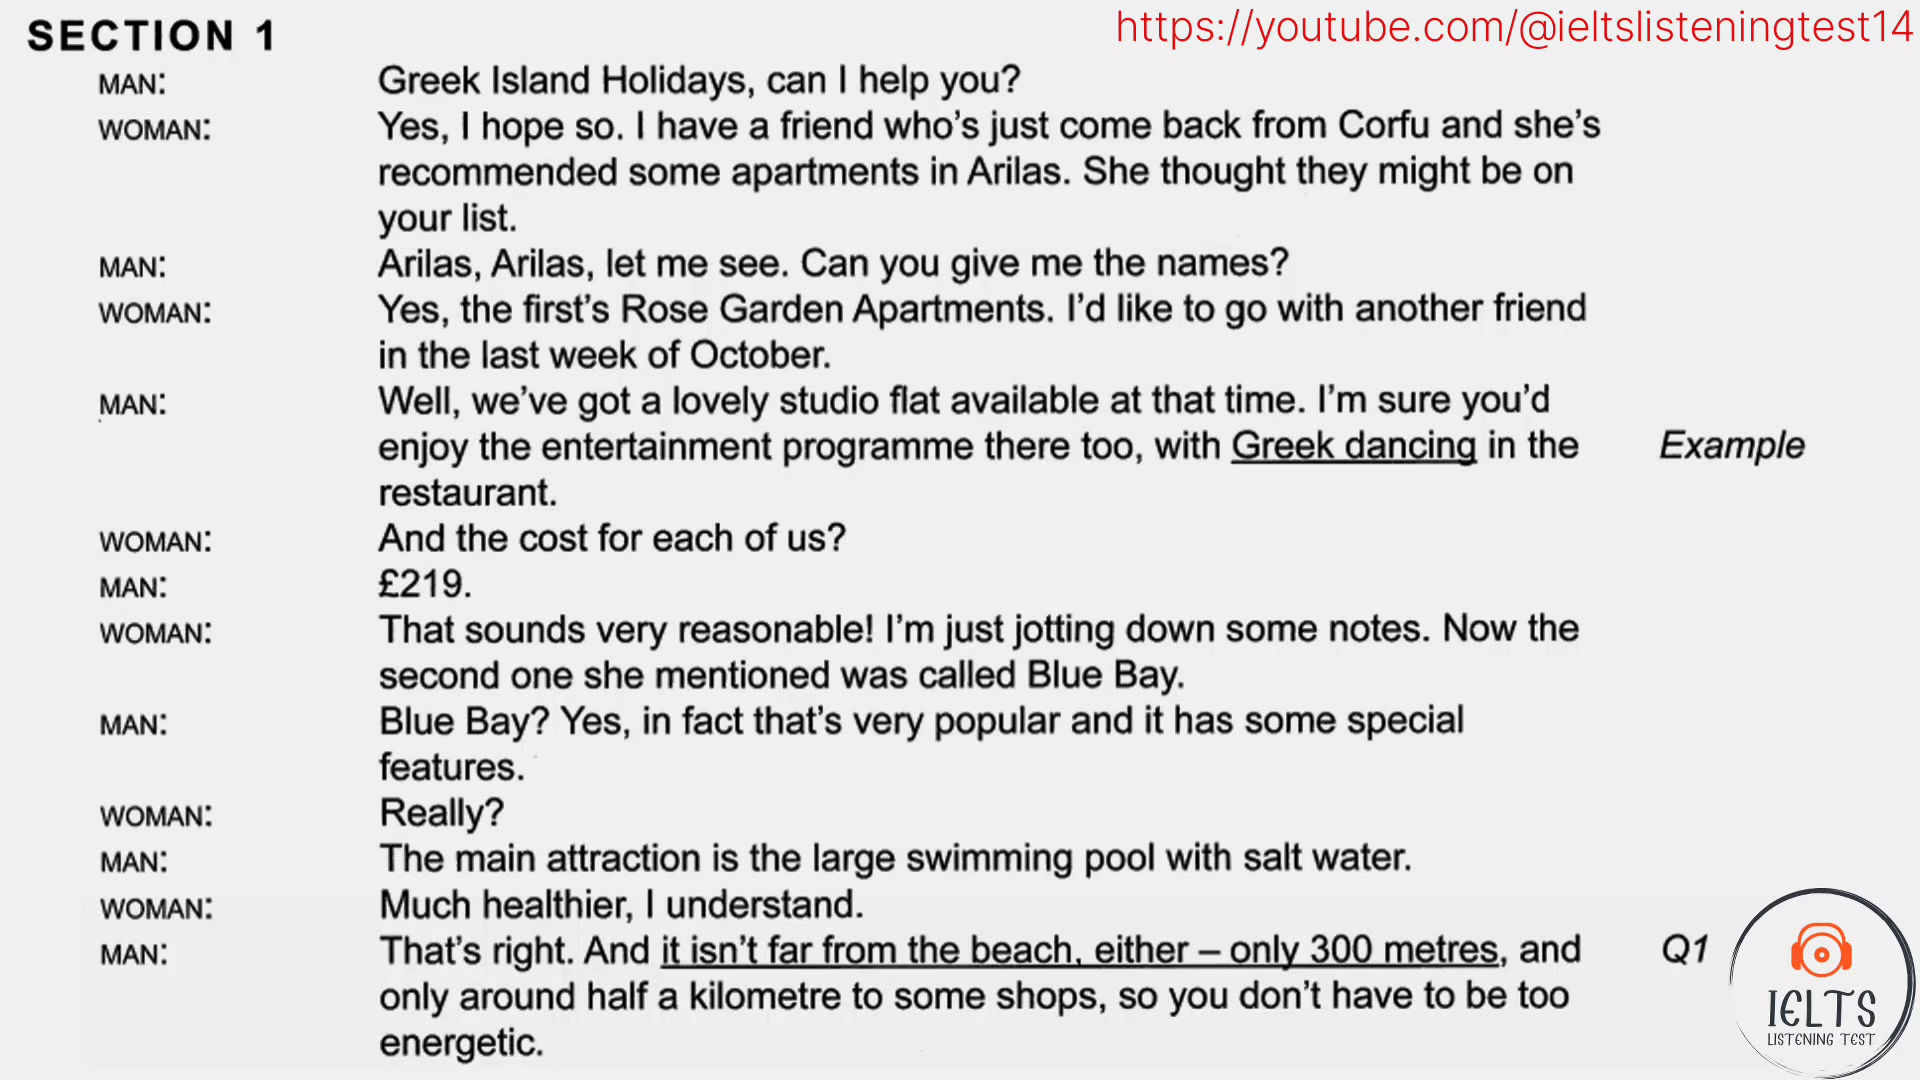 SECTION 1
https://youtube.com/@ieltslisteningtest14
MAN: Greek Island Holidays, can I help you?
WOMAN: Yes, I hope so. I have a friend who's just come back from Corfu and she's
recommended some apartments in Arilas. She thought they might be on
your list.
MAN: Arilas, Arilas, let me see. Can you give me the names?
WOMAN: Yes, the first's Rose Garden Apartments. I'd like to go with another friend
in the last week of October.
MAN: Well, we've got a lovely studio flat available at that time. I'm sure you'd
enjoy the entertainment programme there too, with Greek dancing in the Example
restaurant.
WOMAN: And the cost for each of us?
MAN: £219.
WOMAN: That sounds very reasonable! I'm just jotting down some notes. Now the
second one she mentioned was called Blue Bay.
MAN: Blue Bay? Yes, in fact that's very popular and it has some special
features.
WOMAN: Really?
MAN: The main attraction is the large swimming pool with salt water.
WOMAN: Much healthier, I understand.
MAN: That's right. And it isn't far from the beach, either – only 300 metres, and Q1
only around half a kilometre to some shops, so you don't have to be too
energetic.
IELTS
LISTENING TEST